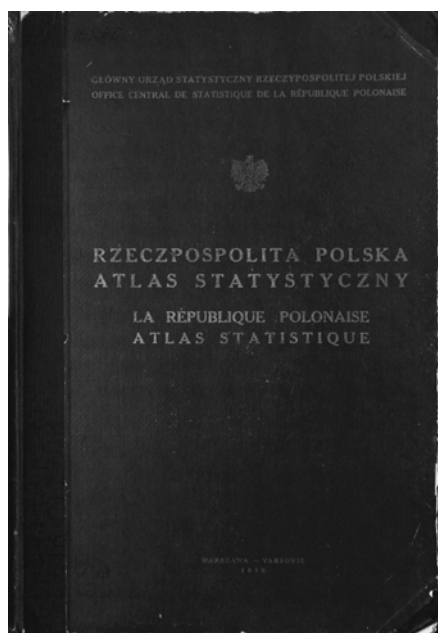 GŁÓWNY URZĄD STATYSTYCZNY RZECZYPOSPOLITEJ POLSKIEJ
OFFICE CENTRAL DE STATISTIQUE DE LA RÉPUBLIQUE POLONAISE
RZECZPOSPOLITA POLSKA
ATLAS STATYSTYCZNY
LA RÉPUBLIQUE POLONAISE
ATLAS STATISTIQUE
WARSZAWA — VARSOVIE